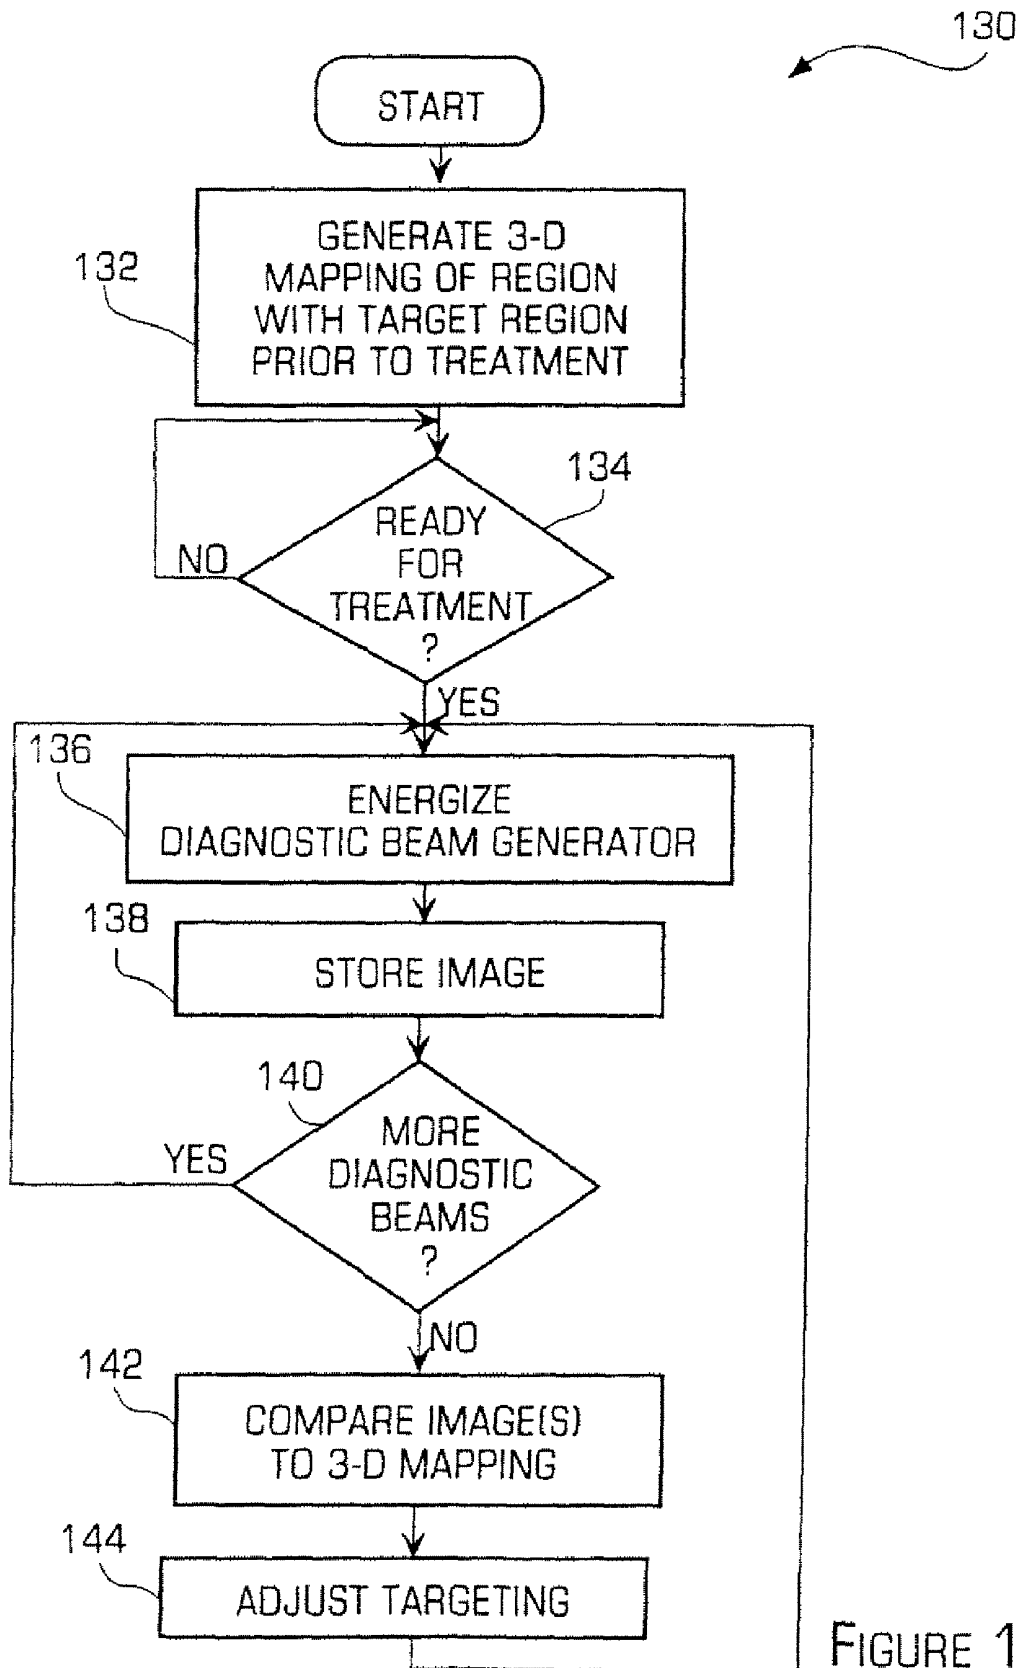 130
START
132
GENERATE 3-D
MAPPING OF REGION
WITH TARGET REGION
PRIOR TO TREATMENT
134
READY
FOR
TREATMENT
?
NO
YES
136
ENERGIZE
DIAGNOSTIC BEAM GENERATOR
138
STORE IMAGE
140
MORE
DIAGNOSTIC
BEAMS
?
YES
NO
142
COMPARE IMAGE(S)
TO 3-D MAPPING
144
ADJUST TARGETING
FIGURE 1